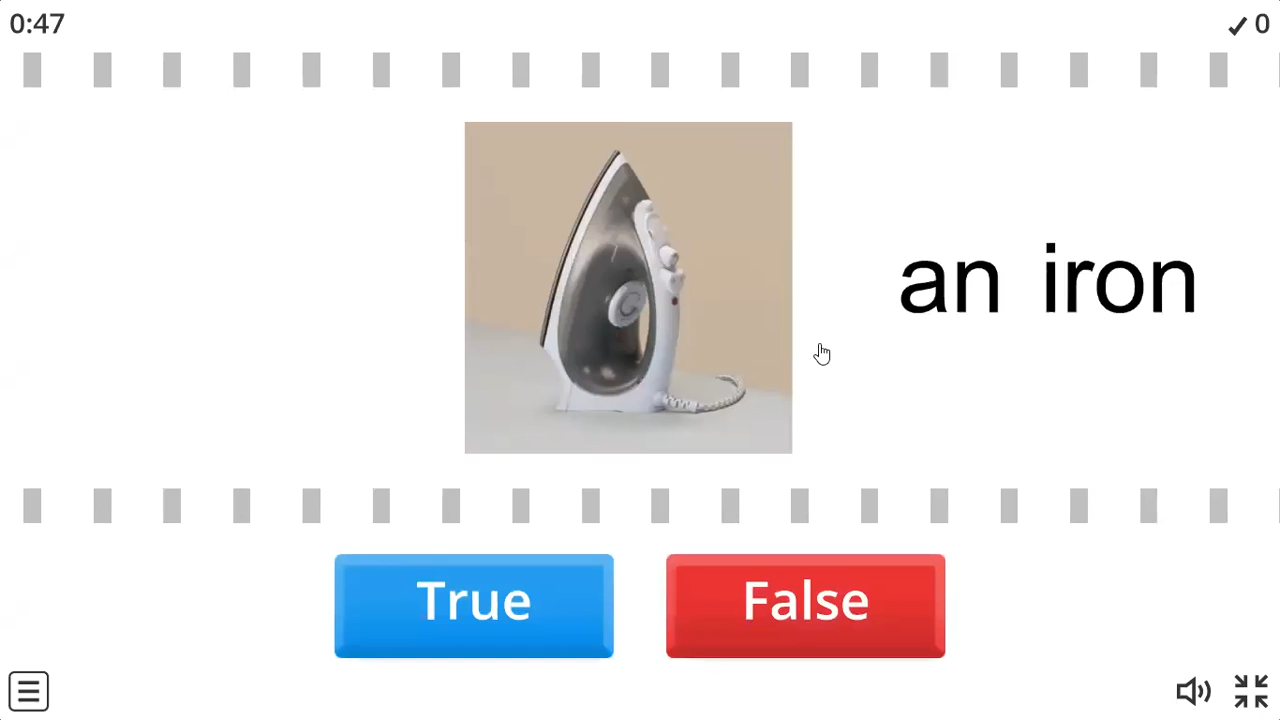 0:47
✓ 0
an iron
True
False